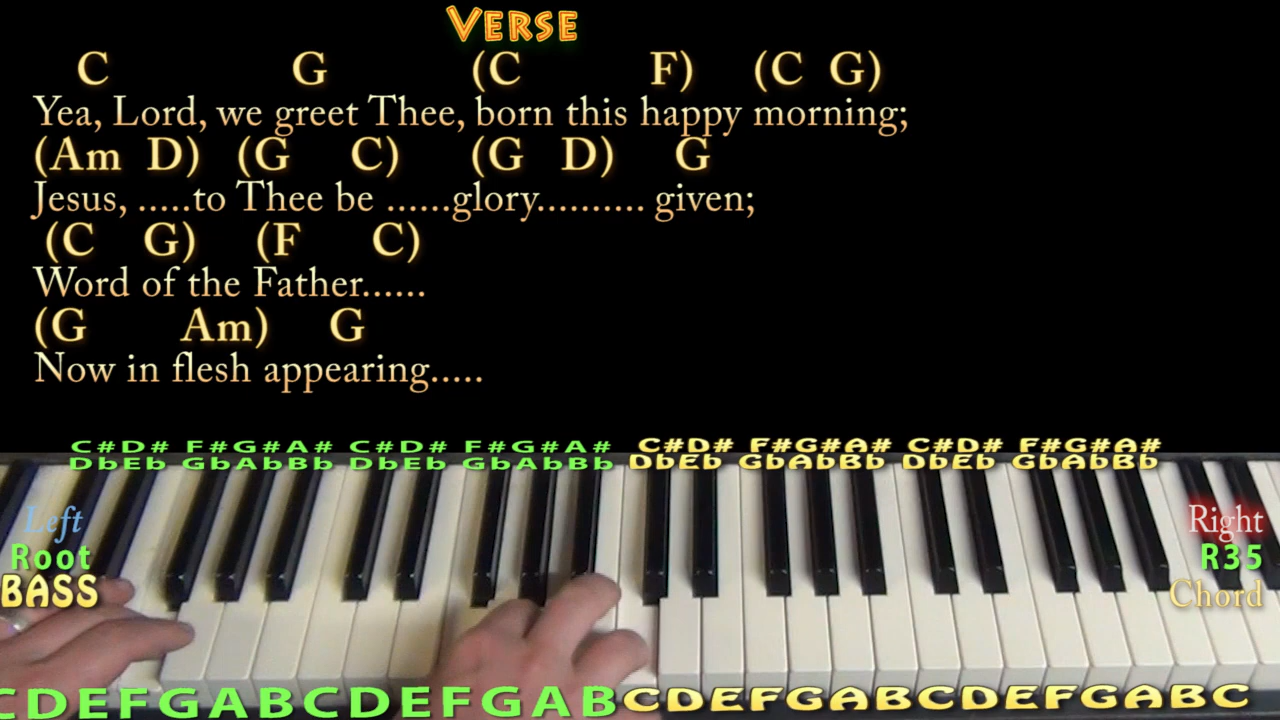 VERSE
C G (C F) (C G)
Yea, Lord, we greet Thee, born this happy morning;
(Am D) (G C) (G D) G
Jesus, .....to Thee be ......glory.......... given;
(C G) (F C)
Word of the Father......
(G Am) G
Now in flesh appearing.....
C#D# F#G#A# C#D# F#G#A# C#D# F#G#A# C#D# F#G#A#
DbEb GbAbBb DbEb GbAbBb DbEb GbAbBb DbEb GbAbBb
Left
Root
BASS
Right
R35
Chord
CDEFGABCDEFGABCDEFGABCDEFGABC